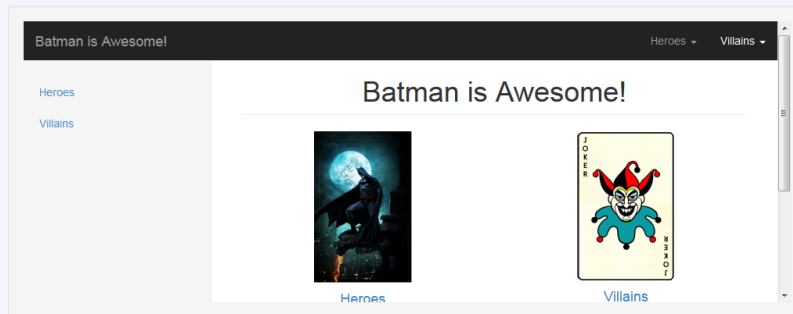 Batman is Awesome!
Heroes
Villains
Heroes
Villains
Batman is Awesome!
JOKER
JOKER
Heroes
Villains